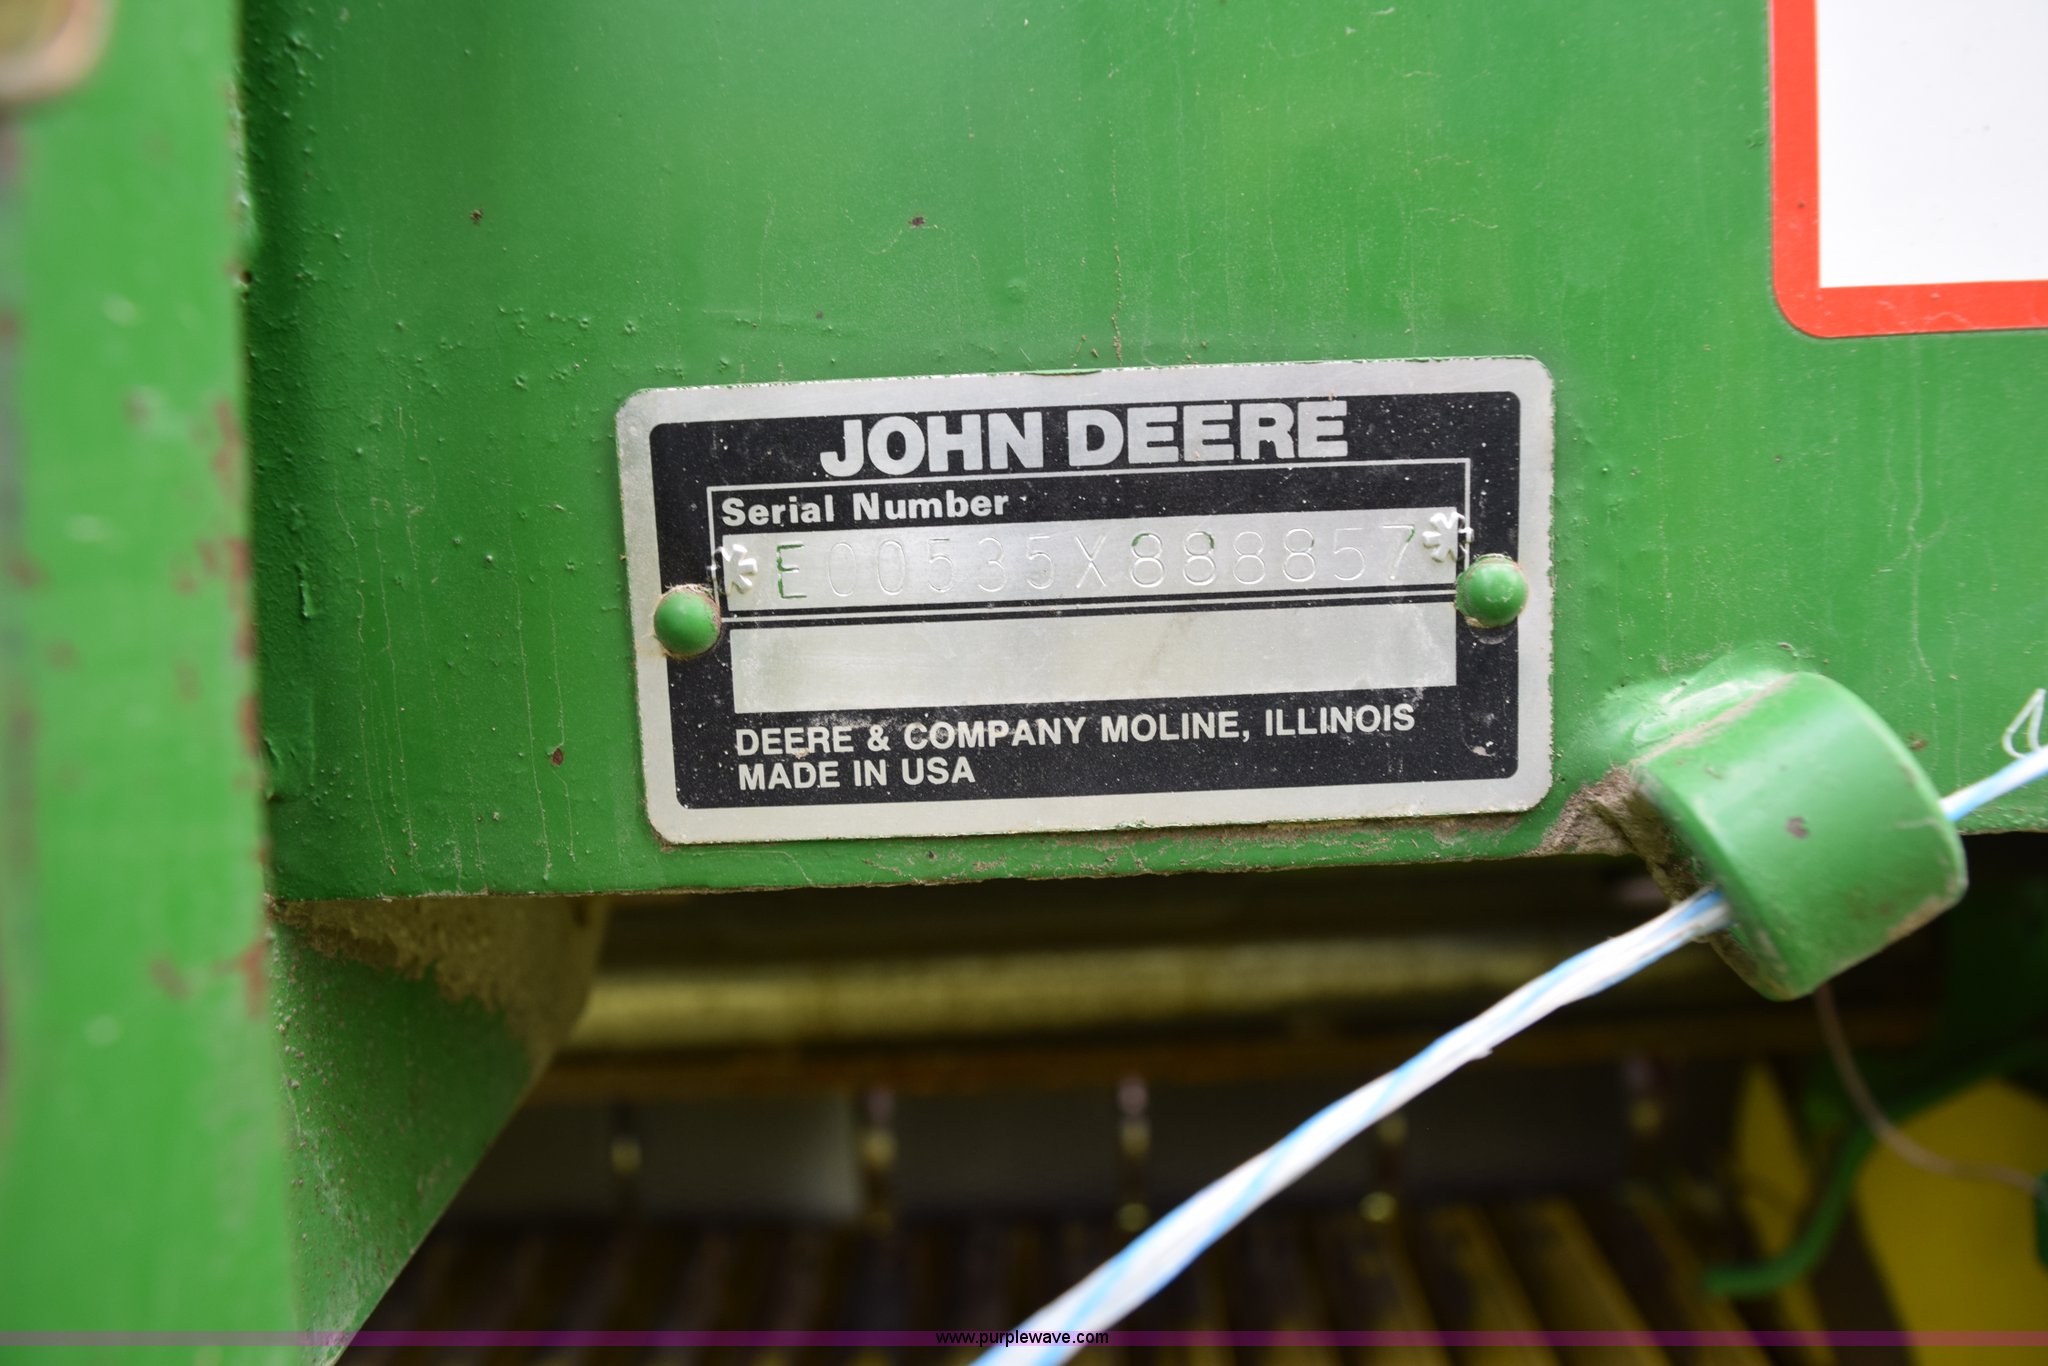 JOHN DEERE
Serial Number
*E00535X888857*
DEERE & COMPANY MOLINE, ILLINOIS
MADE IN USA
www.purplewave.com